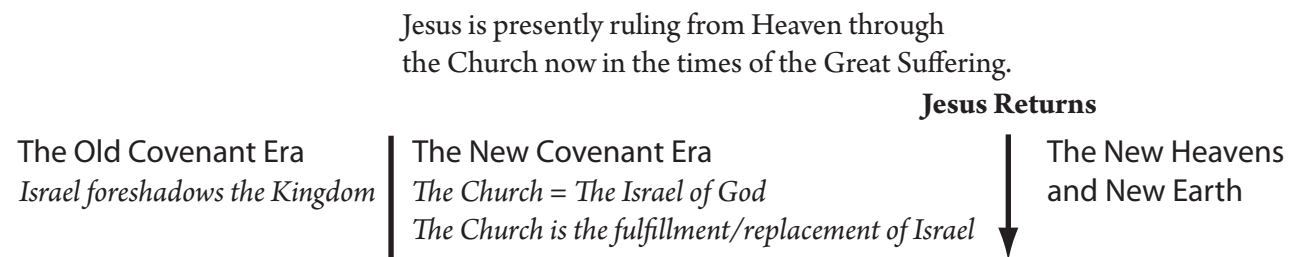 Jesus is presently ruling from Heaven through
the Church now in the times of the Great Suffering.
Jesus Returns
The Old Covenant Era
Israel foreshadows the Kingdom
The New Covenant Era
The Church = The Israel of God
The Church is the fulfillment/replacement of Israel
The New Heavens
and New Earth